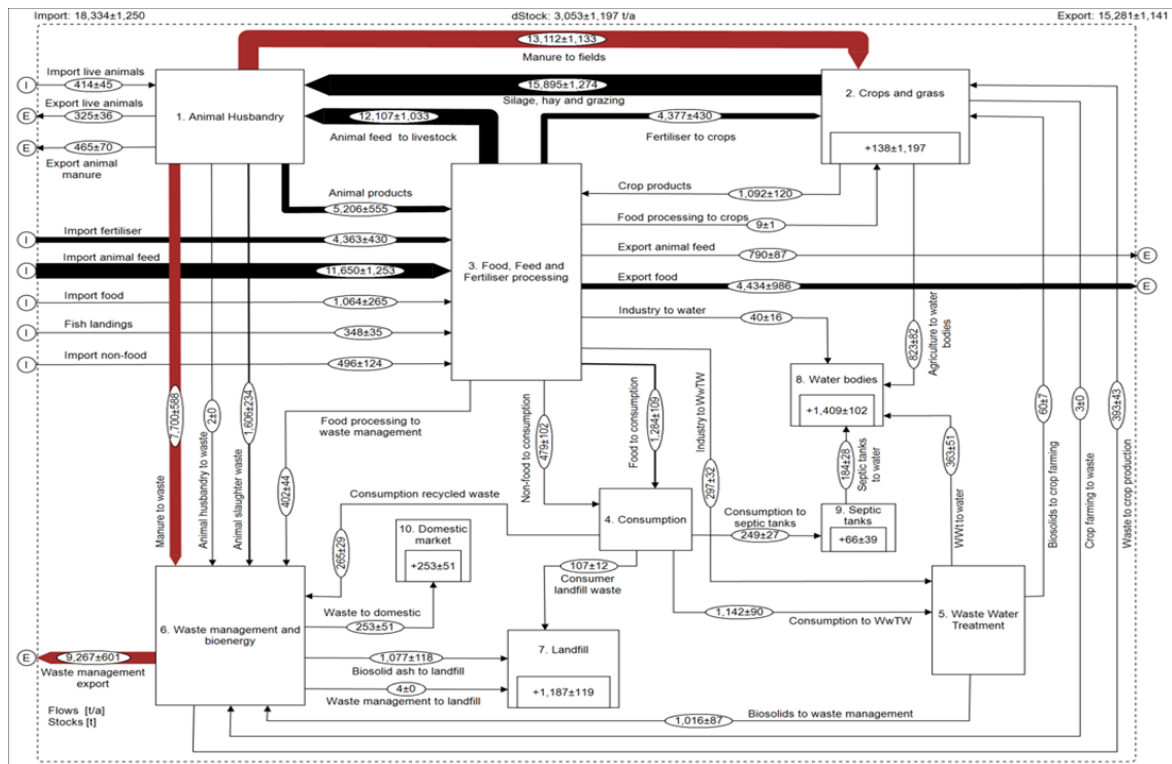 Import: 18,334±1,250
dStock: 3,053±1,197 t/a
Export: 15,281±1,141
13,112±1,133
Manure to fields
Import live animals
I
414±45
Export live animals
E
325±36
E
465±70
Export animal
manure
1. Animal Husbandry
15,895±1,274
Silage, hay and grazing
12,107±1,033
Animal feed to livestock
4,377±430
Fertiliser to crops
2. Crops and grass
+138±1,197
Animal products
5,206±555
Crop products
1,092±120
Food processing to crops
9±1
Import fertiliser
I
4,363±430
Import animal feed
I
11,650±1,253
Import food
I
1,064±265
Fish landings
I
348±35
Import non-food
I
496±124
3. Food, Feed and
Fertiliser processing
Export animal feed
790±87
E
Export food
4,434±986
E
Industry to water
40±16
823±82
Agriculture to water
bodies
8. Water bodies
+1,409±102
7,700±588
Manure to waste
2±0
Animal husbandry to waste
1,606±234
Animal slaughter waste
Food processing to
waste management
402±44
Non-food to consumption
479±102
Food to consumption
1,284±109
Industry to WwTW
297±32
184±28
Septic tanks
to water
363±51
WWt to water
60±7
Biosolids to crop farming
3±0
Crop farming to waste
393±43
Waste to crop production
Consumption recycled waste
265±29
4. Consumption
Consumption to
septic tanks
249±27
9. Septic
tanks
+66±39
10. Domestic
market
+253±51
107±12
Consumer
landfill waste
Waste to domestic
253±51
1,142±90
Consumption to WwTW
5. Waste Water
Treatment
6. Waste management and
bioenergy
7. Landfill
+1,187±119
E
9,267±601
Waste management
export
1,077±118
Biosolid ash to landfill
4±0
Waste management to landfill
Flows [t/a]
Stocks [t]
1,016±87
Biosolids to waste management